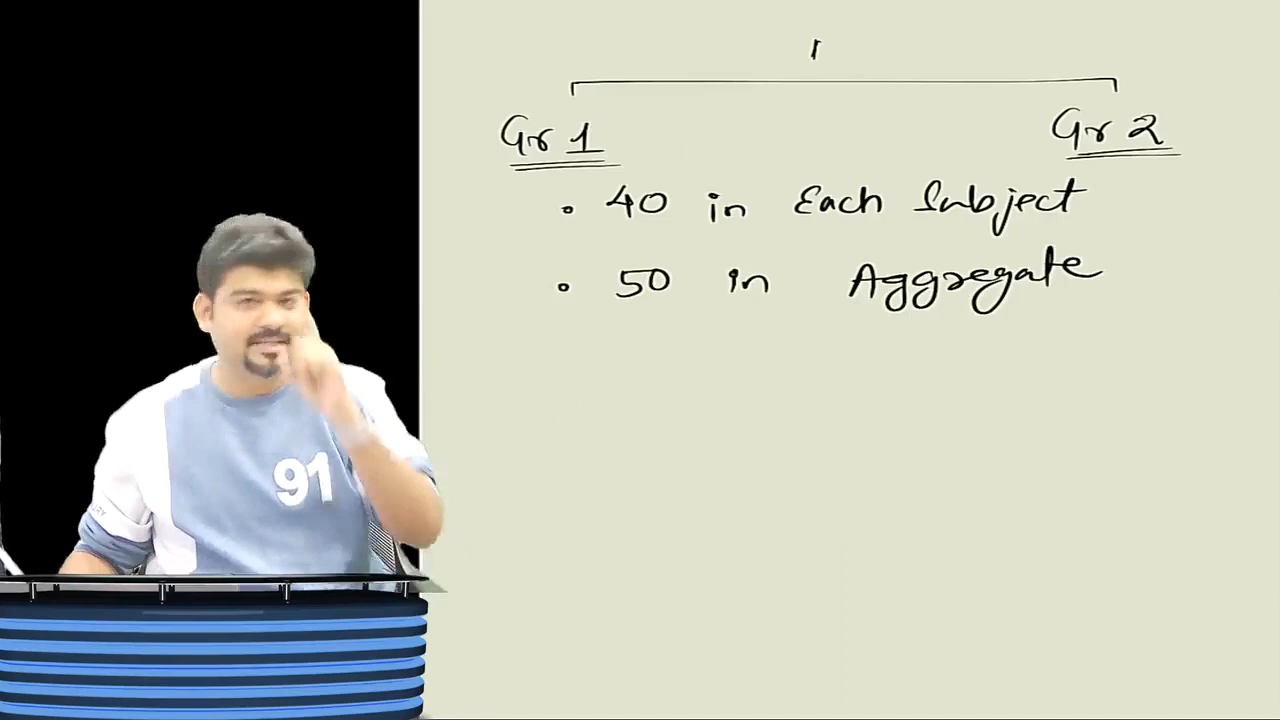 Gr 1 Gr 2
• 40 in Each Subject
• 50 in Aggregate
91